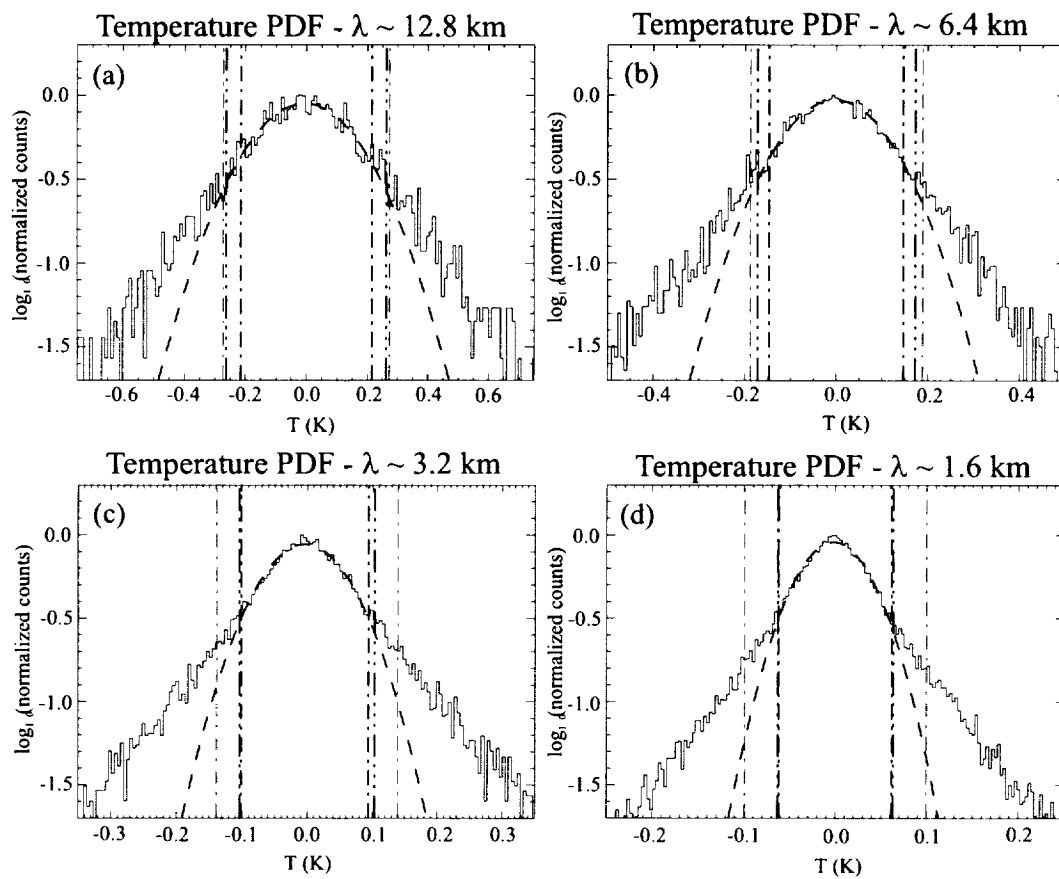 Temperature PDF - λ ~ 12.8 km
(a)
log₁₀(normalized counts)
0.0
-0.5
-1.0
-1.5
-0.6 -0.4 -0.2 0.0 0.2 0.4 0.6
T (K)
Temperature PDF - λ ~ 6.4 km
(b)
log₁₀(normalized counts)
0.0
-0.5
-1.0
-1.5
-0.4 -0.2 0.0 0.2 0.4
T (K)
Temperature PDF - λ ~ 3.2 km
(c)
log₁₀(normalized counts)
0.0
-0.5
-1.0
-1.5
-0.3 -0.2 -0.1 0.0 0.1 0.2 0.3
T (K)
Temperature PDF - λ ~ 1.6 km
(d)
log₁₀(normalized counts)
0.0
-0.5
-1.0
-1.5
-0.2 -0.1 0.0 0.1 0.2
T (K)